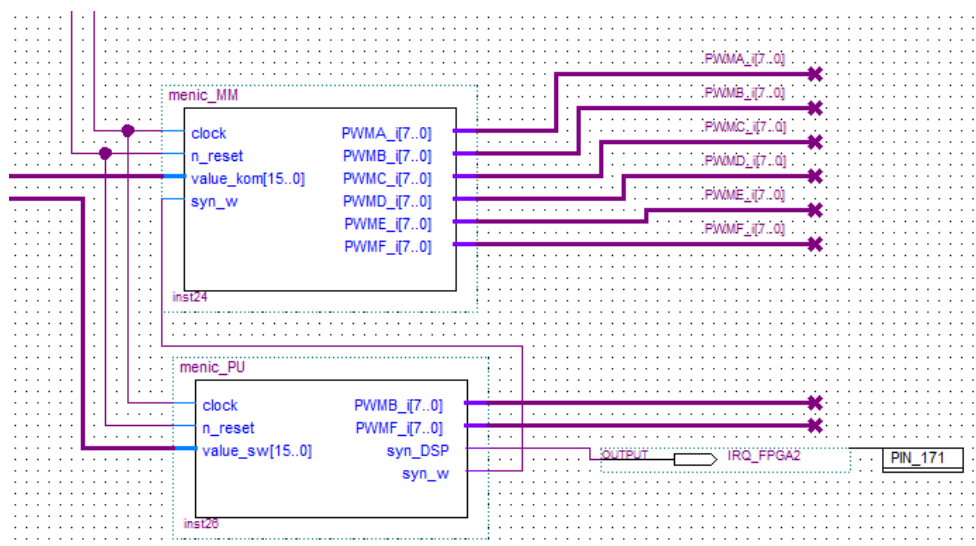 menic_MM
clock
n_reset
value_kom[15..0]
syn_w
PWMA_i[7..0]
PWMB_i[7..0]
PWMC_i[7..0]
PWMD_i[7..0]
PWME_i[7..0]
PWMF_i[7..0]
inst24
PWMA_i[7..0]
PWMB_i[7..0]
PWMC_i[7..0]
PWMD_i[7..0]
PWME_i[7..0]
PWMF_i[7..0]
menic_PU
clock
n_reset
value_sw[15..0]
PWMB_i[7..0]
PWMF_i[7..0]
syn_DSP
syn_w
inst26
OUTPUT
IRQ_FPGA2
PIN_171